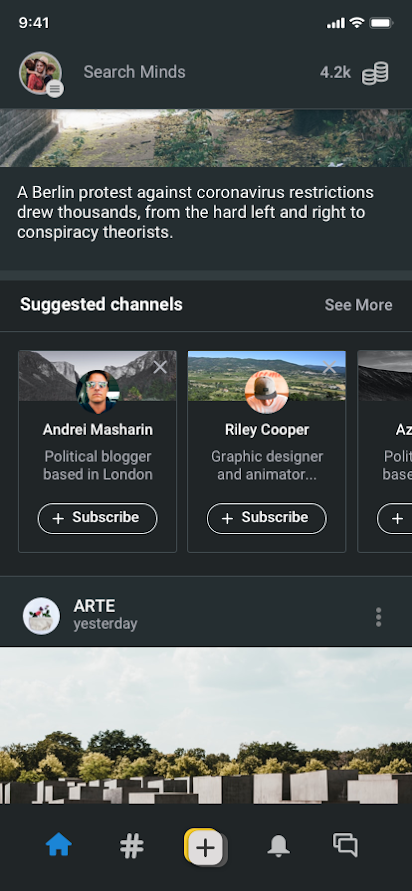 9:41
Search Minds
4.2k
A Berlin protest against coronavirus restrictions
drew thousands, from the hard left and right to
conspiracy theorists.
Suggested channels
See More
Andrei Masharin
Political blogger
based in London
+ Subscribe
Riley Cooper
Graphic designer
and animator...
+ Subscribe
Az
Polit
base
+
ARTE
yesterday